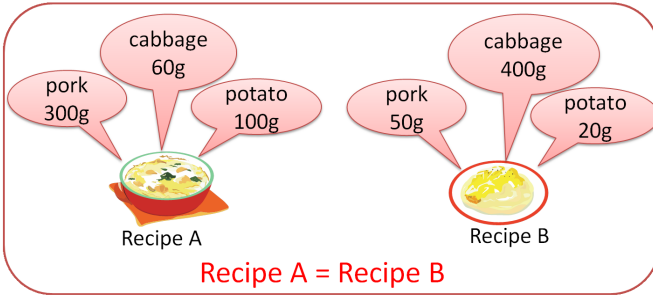 pork
300g
cabbage
60g
potato
100g
Recipe A
pork
50g
cabbage
400g
potato
20g
Recipe B
Recipe A = Recipe B